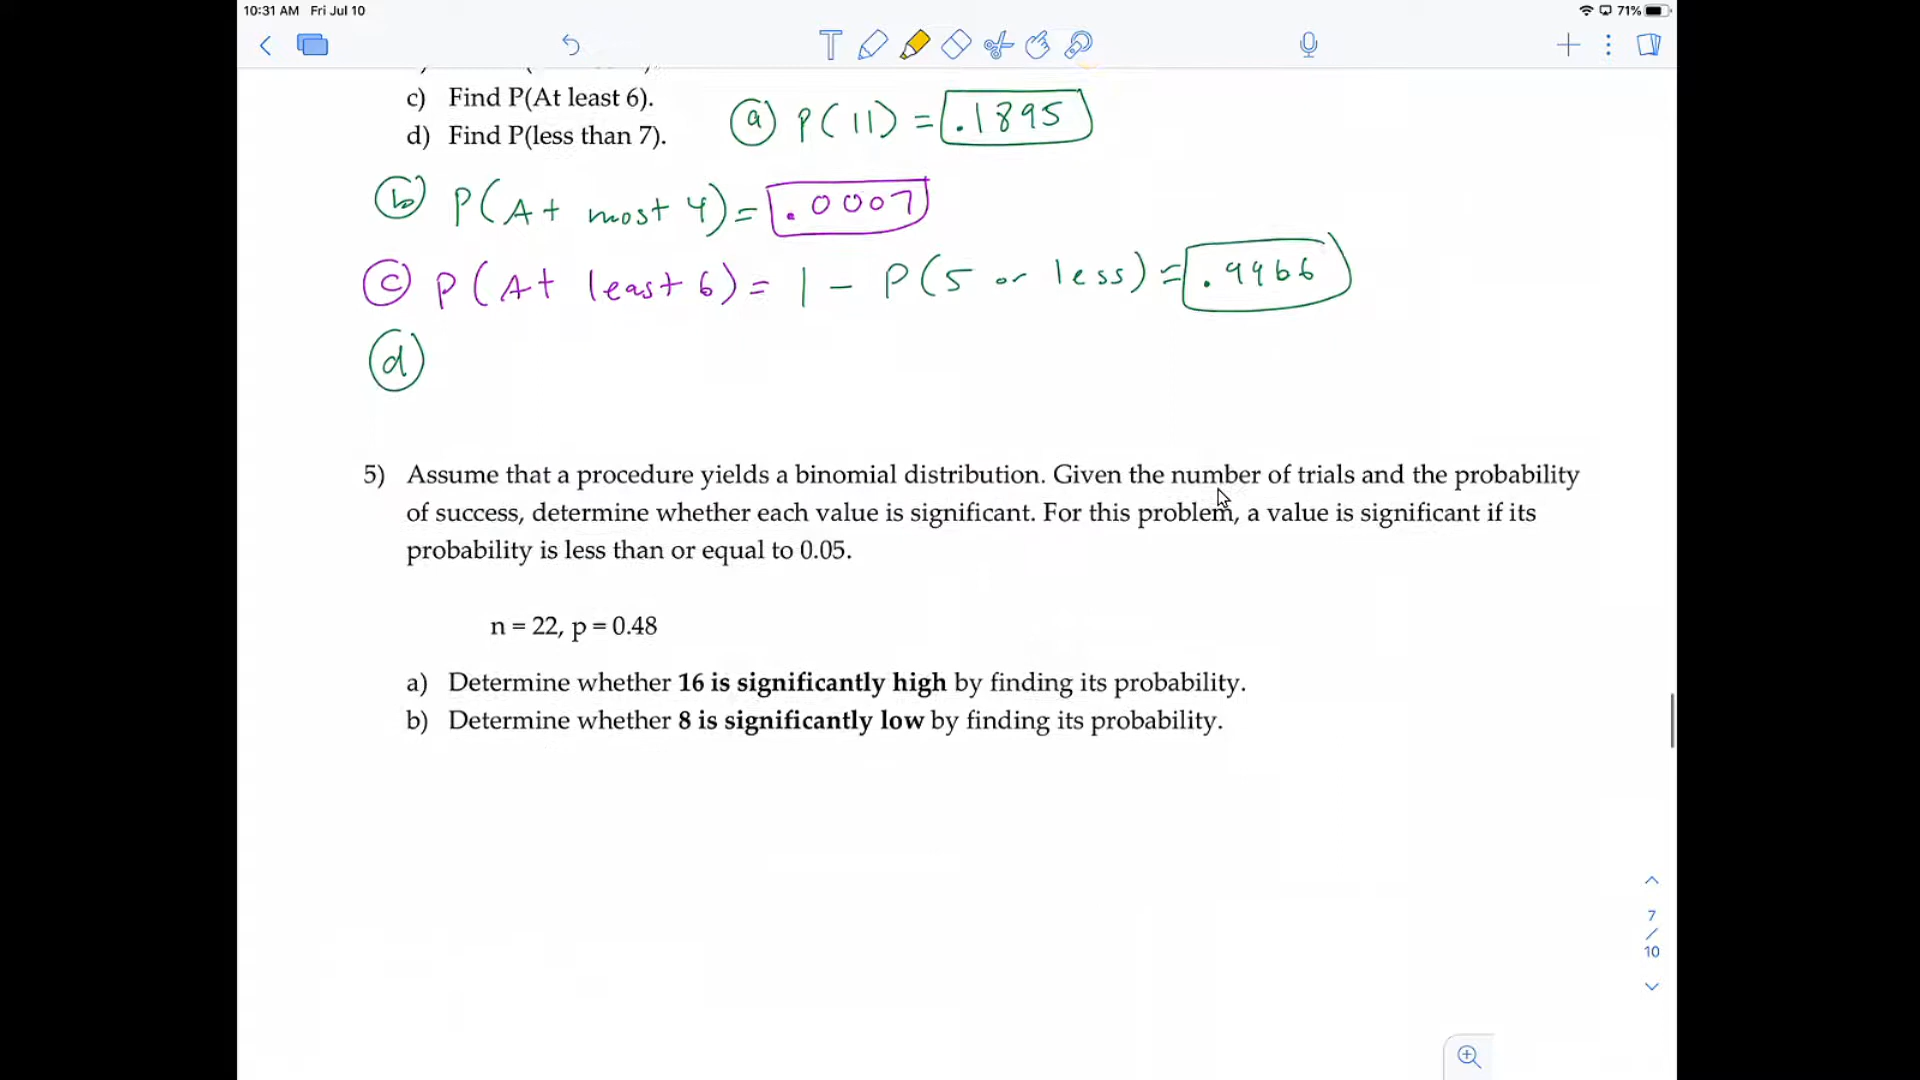 10:31 AM Fri Jul 10
71%
c) Find P(At least 6).
d) Find P(less than 7).
ⓐ P(11) = .1895
ⓑ P(At most 4) = .0007
ⓒ P(At least 6) = 1 - P(5 or less) = .9966
ⓓ
5) Assume that a procedure yields a binomial distribution. Given the number of trials and the probability
of success, determine whether each value is significant. For this problem, a value is significant if its
probability is less than or equal to 0.05.
n = 22, p = 0.48
a) Determine whether 16 is significantly high by finding its probability.
b) Determine whether 8 is significantly low by finding its probability.
7
/
10